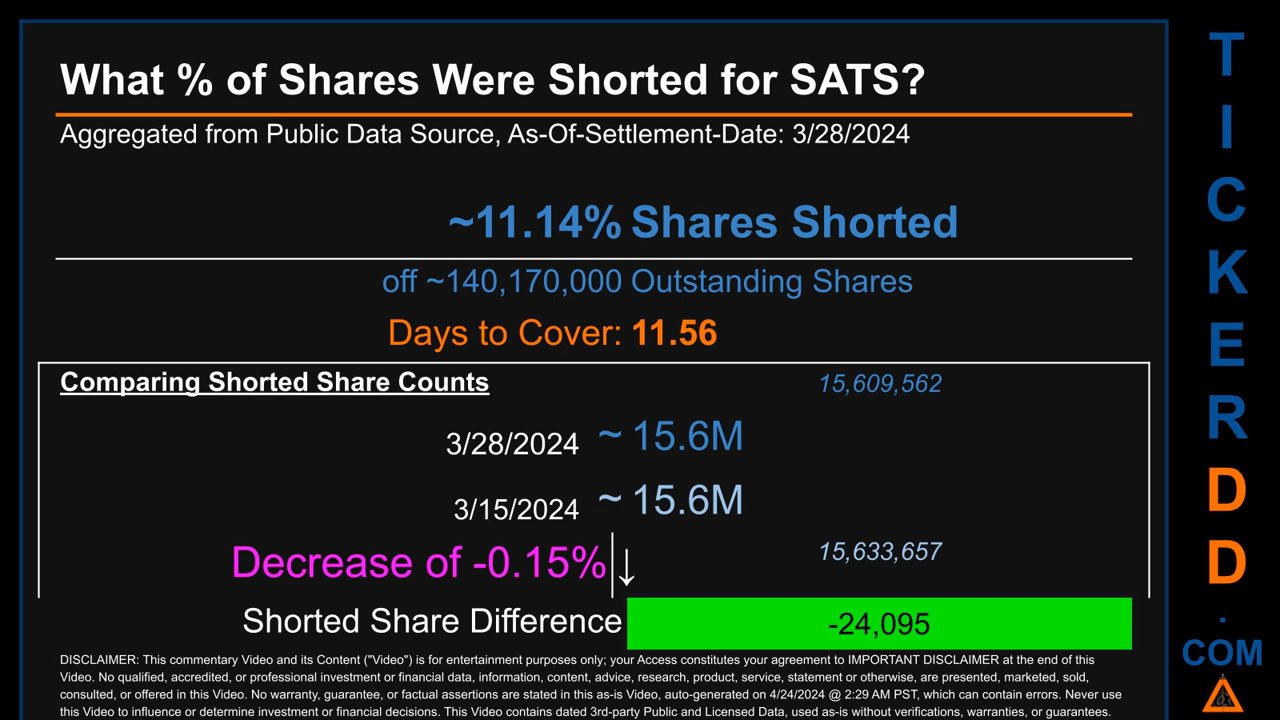 What % of Shares Were Shorted for SATS?
Aggregated from Public Data Source, As-Of-Settlement-Date: 3/28/2024
~11.14% Shares Shorted
off ~140,170,000 Outstanding Shares
Days to Cover: 11.56
Comparing Shorted Share Counts
15,609,562
3/28/2024 ~ 15.6M
3/15/2024 ~ 15.6M
15,633,657
Decrease of -0.15% ↓
Shorted Share Difference -24,095
DISCLAIMER: This commentary Video and its Content ("Video") is for entertainment purposes only; your Access constitutes your agreement to IMPORTANT DISCLAIMER at the end of this
Video. No qualified, accredited, or professional investment or financial data, information, content, advice, research, product, service, statement or otherwise, are presented, marketed, sold,
consulted, or offered in this Video. No warranty, guarantee, or factual assertions are stated in this as-is Video, auto-generated on 4/24/2024 @ 2:29 AM PST, which can contain errors. Never use
this Video to influence or determine investment or financial decisions. This Video contains dated 3rd-party Public and Licensed Data, used as-is without verifications, warranties, or guarantees.
T
I
C
K
E
R
D
D
.
COM